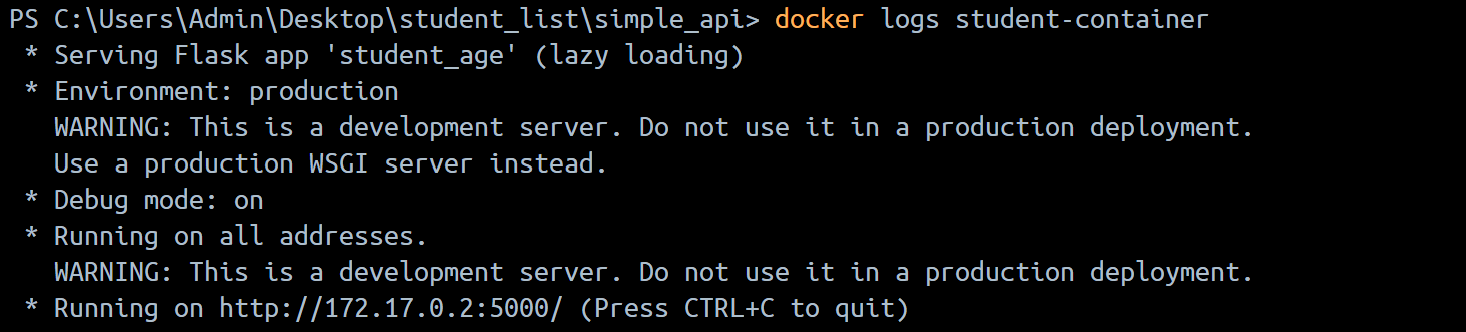 PS C:\Users\Admin\Desktop\student_list\simple_api> docker logs student-container
* Serving Flask app 'student_age' (lazy loading)
* Environment: production
WARNING: This is a development server. Do not use it in a production deployment.
Use a production WSGI server instead.
* Debug mode: on
* Running on all addresses.
WARNING: This is a development server. Do not use it in a production deployment.
* Running on http://172.17.0.2:5000/ (Press CTRL+C to quit)